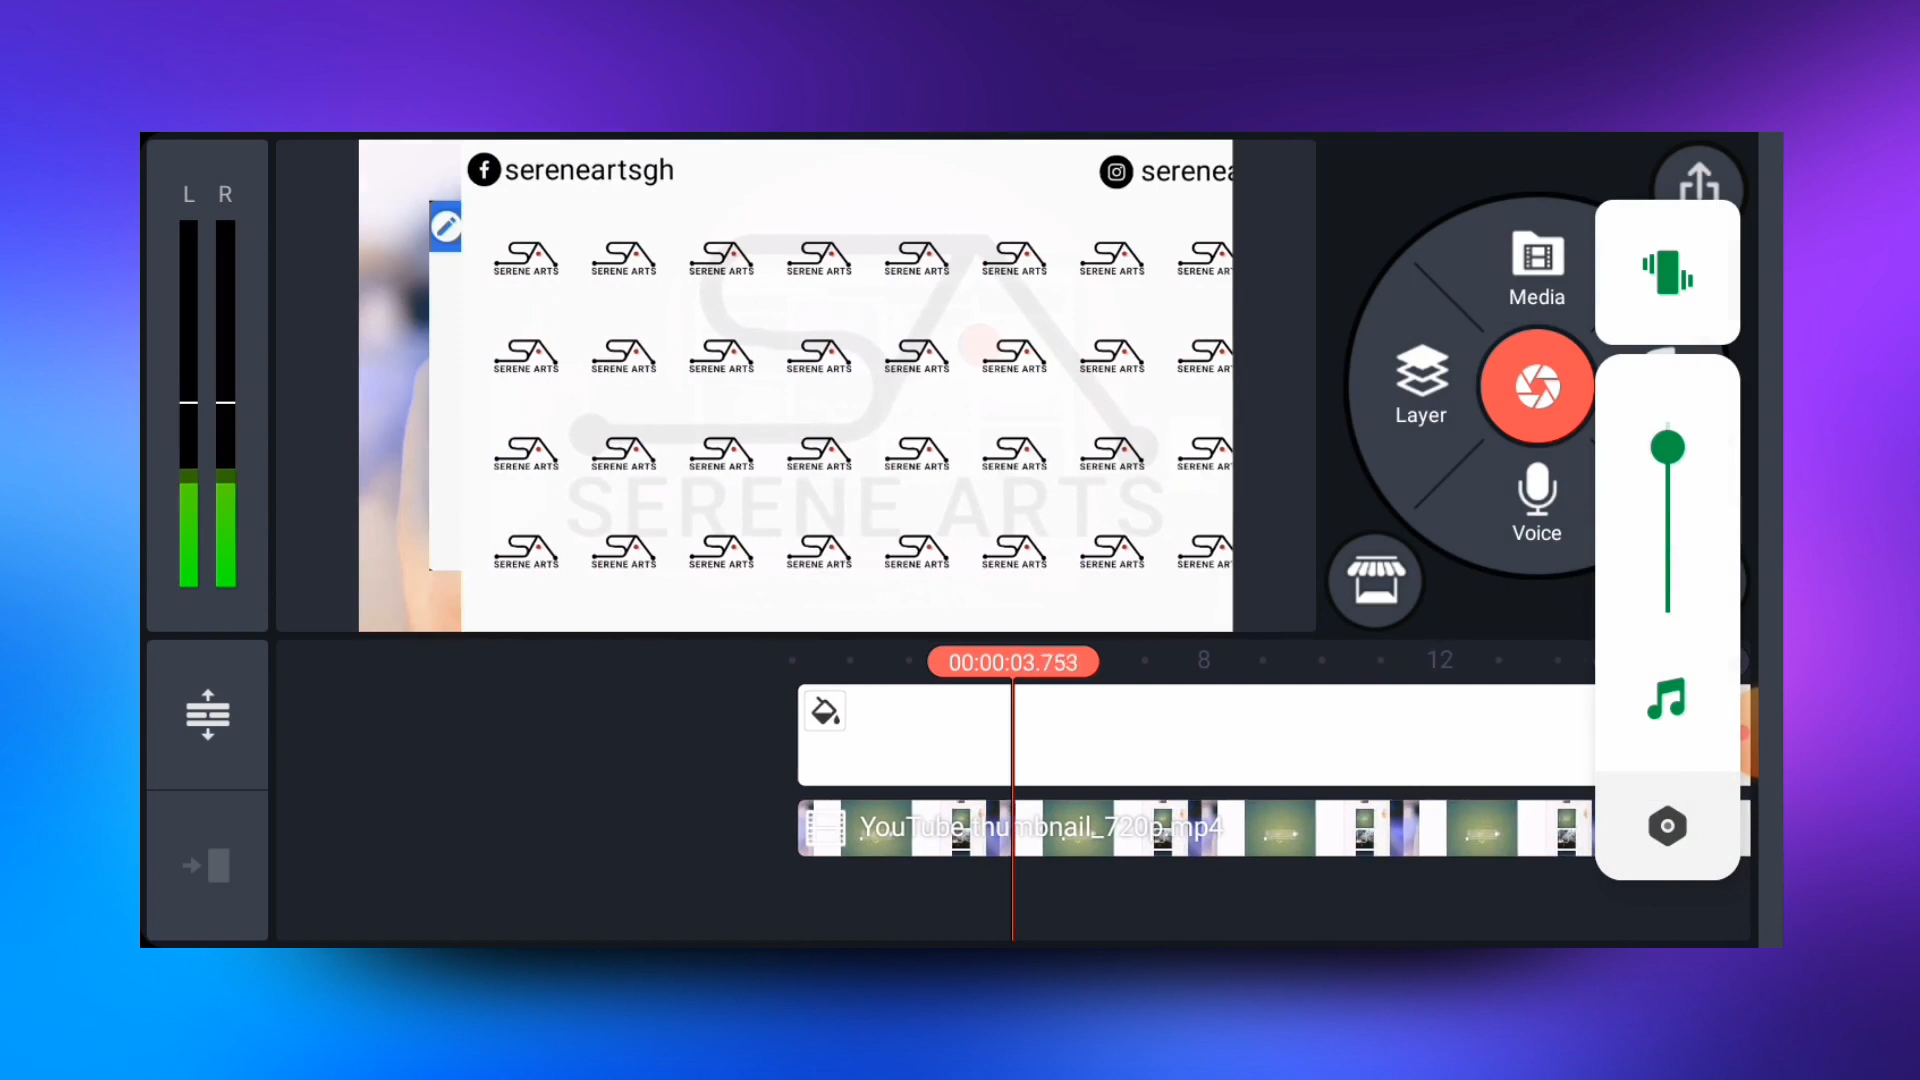 L R
sereneartsgh
serenea
SERENE ARTS SERENE ARTS SERENE ARTS SERENE ARTS SERENE ARTS SERENE ARTS SERENE ARTS SERENE AR
SERENE ARTS SERENE ARTS SERENE ARTS SERENE ARTS SERENE ARTS SERENE ARTS SERENE ARTS SERENE AR
SERENE ARTS SERENE ARTS SERENE ARTS SERENE ARTS SERENE ARTS SERENE ARTS SERENE ARTS SERENE AR
SERENE ARTS
SERENE ARTS SERENE ARTS SERENE ARTS SERENE ARTS SERENE ARTS SERENE ARTS SERENE ARTS SERENE AR
Media
Layer
Voice
00:00:03.753 8 12
YouTube thumbnail_720p.mp4